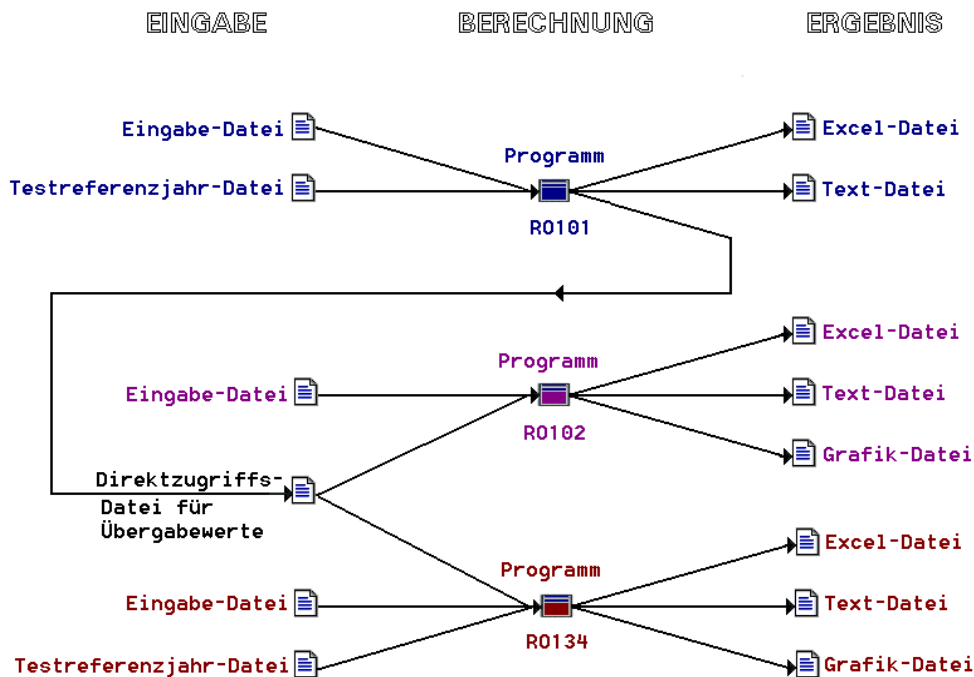 EINGABE BERECHNUNG ERGEBNIS
Eingabe-Datei Excel-Datei
Programm
Testreferenzjahr-Datei Text-Datei
RO101
Excel-Datei
Programm
Eingabe-Datei Text-Datei
RO102
Grafik-Datei
Direktzugriffs-
Datei für
Übergabewerte
Excel-Datei
Programm
Eingabe-Datei Text-Datei
RO134
Testreferenzjahr-Datei Grafik-Datei